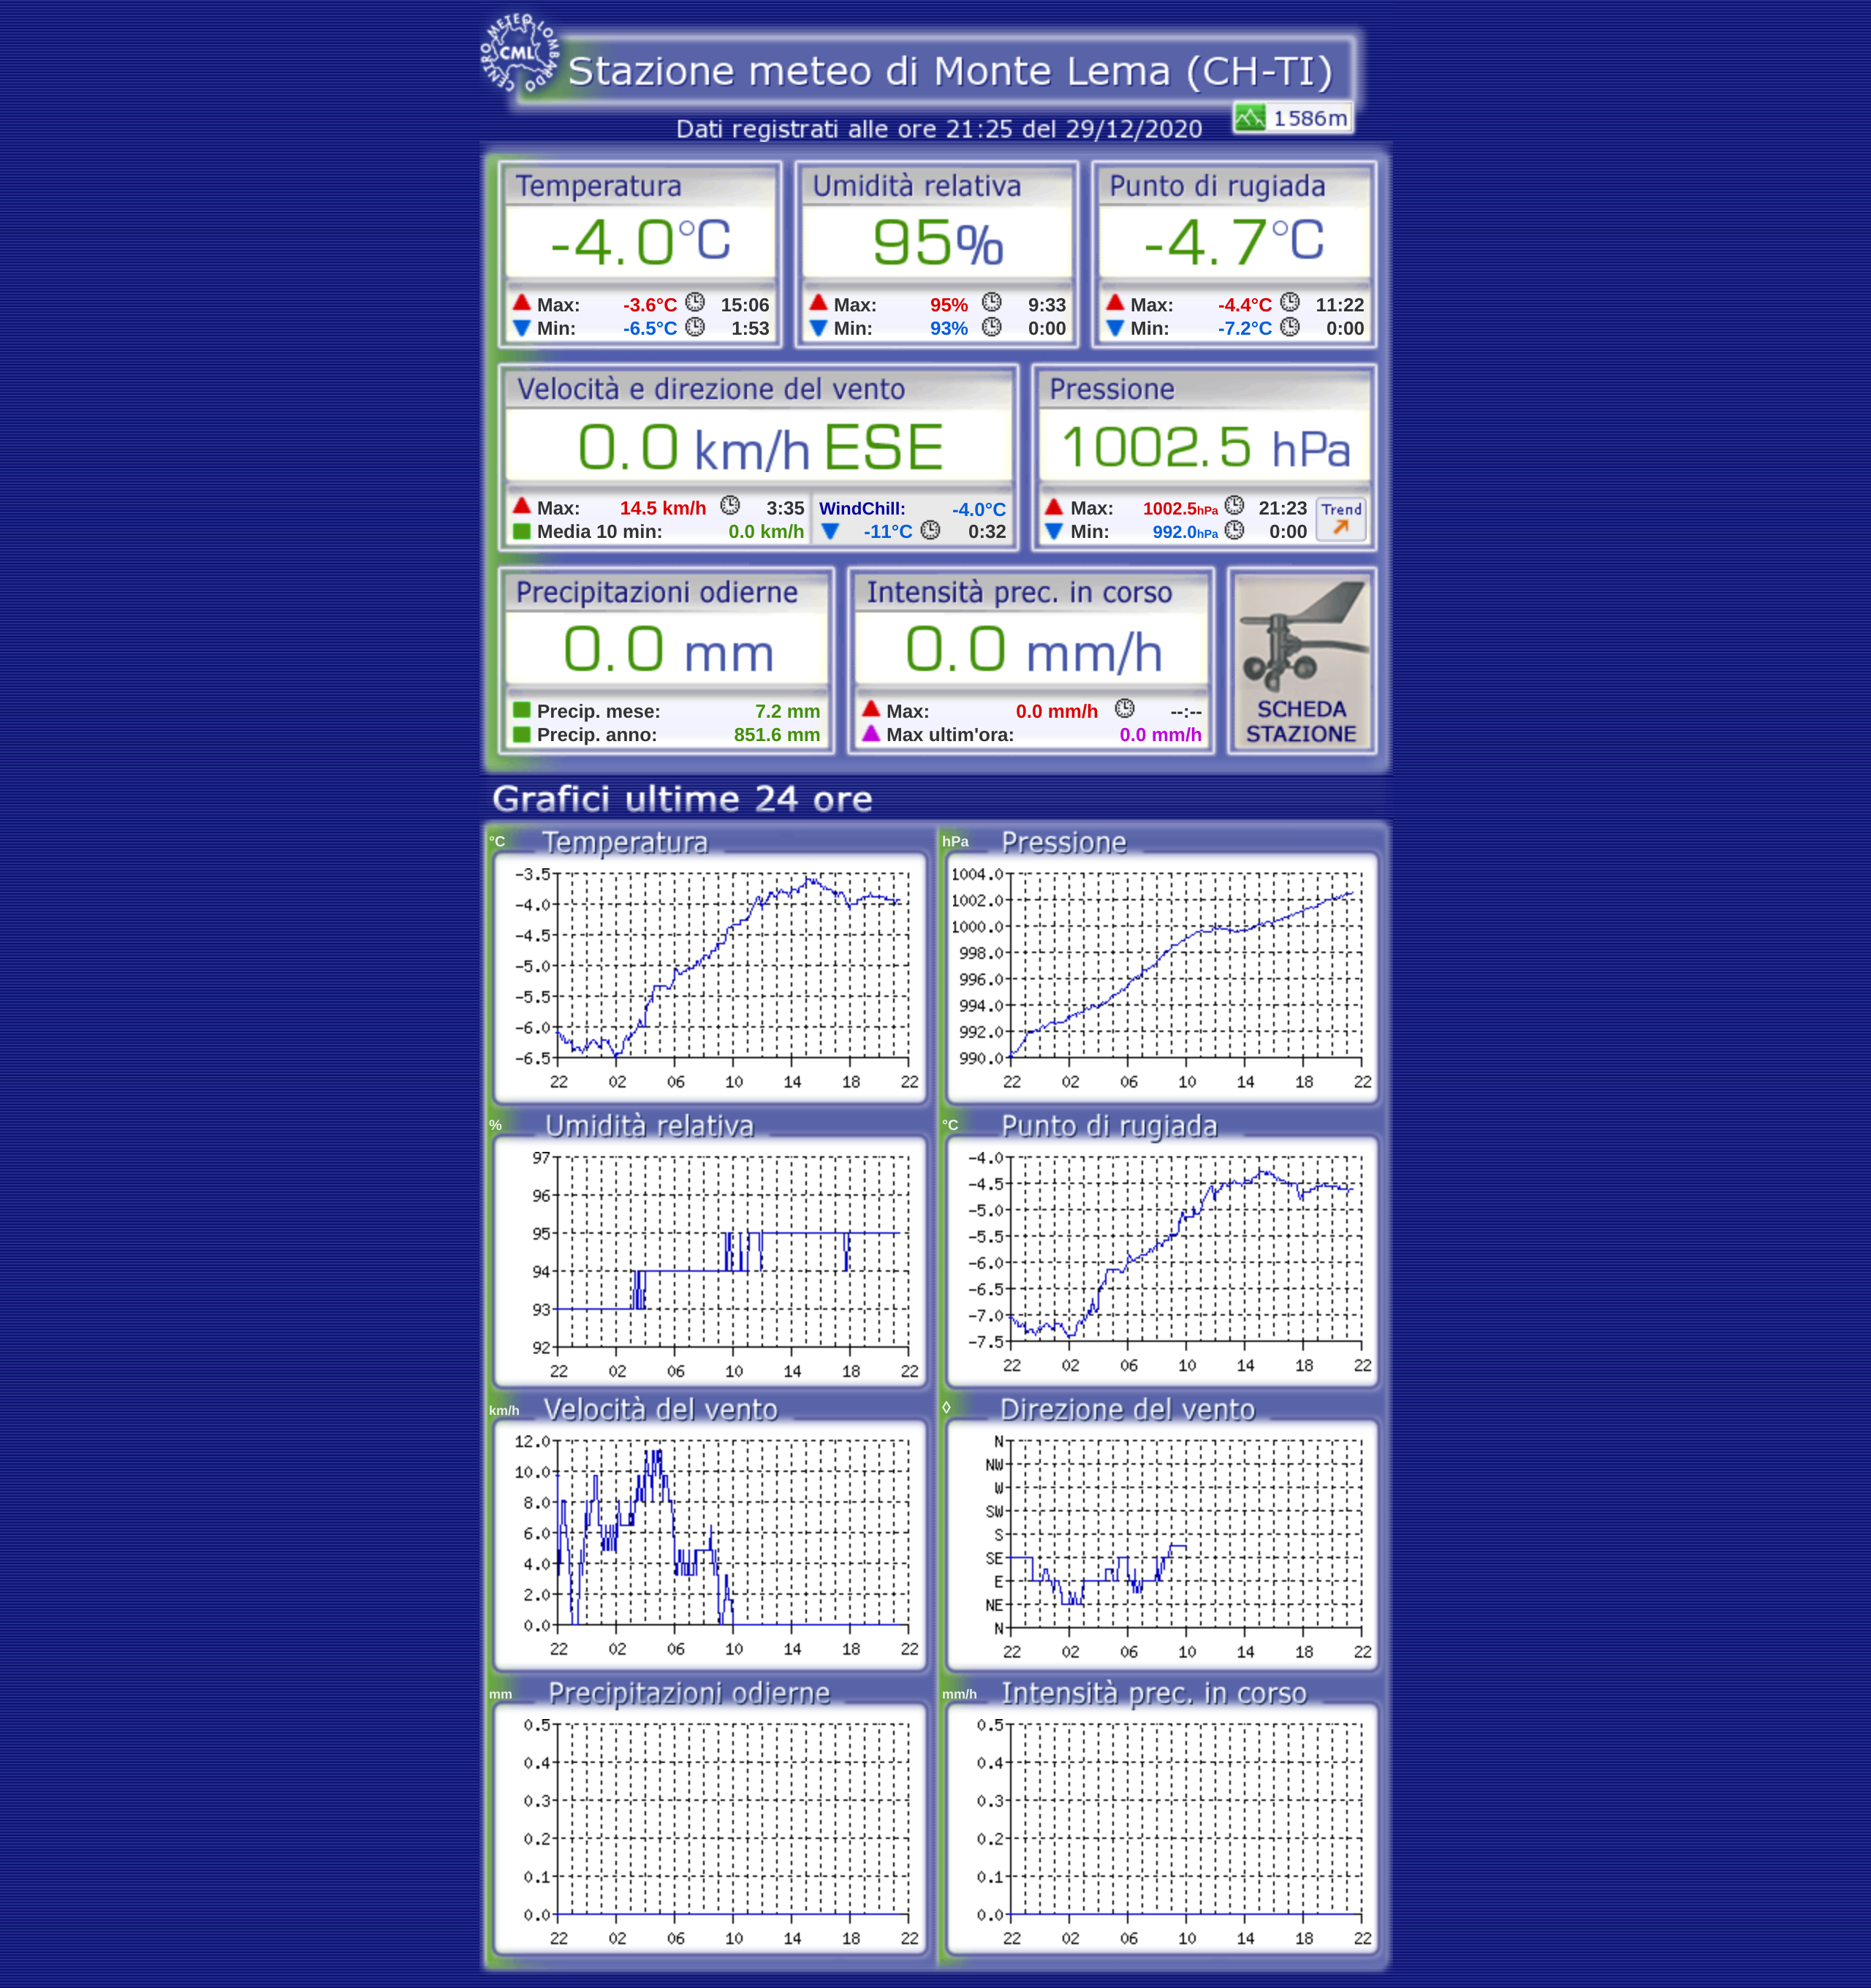 CENTRO METEO LOMBARDO
CML
Stazione meteo di Monte Lema (CH-TI)
1586m
Dati registrati alle ore 21:25 del 29/12/2020
Temperatura
-4.0°C
Max: -3.6°C 15:06
Min: -6.5°C 1:53
Umidità relativa
95%
Max: 95% 9:33
Min: 93% 0:00
Punto di rugiada
-4.7°C
Max: -4.4°C 11:22
Min: -7.2°C 0:00
Velocità e direzione del vento
0.0 km/h ESE
Max: 14.5 km/h 3:35
Media 10 min: 0.0 km/h
WindChill: -4.0°C
-11°C 0:32
Pressione
1002.5 hPa
Max: 1002.5hPa 21:23
Min: 992.0hPa 0:00
Trend
Precipitazioni odierne
0.0 mm
Precip. mese: 7.2 mm
Precip. anno: 851.6 mm
Intensità prec. in corso
0.0 mm/h
Max: 0.0 mm/h --:--
Max ultim'ora: 0.0 mm/h
SCHEDA
STAZIONE
Grafici ultime 24 ore
°C Temperatura
-3.5
-4.0
-4.5
-5.0
-5.5
-6.0
-6.5
22 02 06 10 14 18 22
hPa Pressione
1004.0
1002.0
1000.0
998.0
996.0
994.0
992.0
990.0
22 02 06 10 14 18 22
% Umidità relativa
97
96
95
94
93
92
22 02 06 10 14 18 22
°C Punto di rugiada
-4.0
-4.5
-5.0
-5.5
-6.0
-6.5
-7.0
-7.5
22 02 06 10 14 18 22
km/h Velocità del vento
12.0
10.0
8.0
6.0
4.0
2.0
0.0
22 02 06 10 14 18 22
◊ Direzione del vento
N
NW
W
SW
S
SE
E
NE
N
22 02 06 10 14 18 22
mm Precipitazioni odierne
0.5
0.4
0.3
0.2
0.1
0.0
22 02 06 10 14 18 22
mm/h Intensità prec. in corso
0.5
0.4
0.3
0.2
0.1
0.0
22 02 06 10 14 18 22